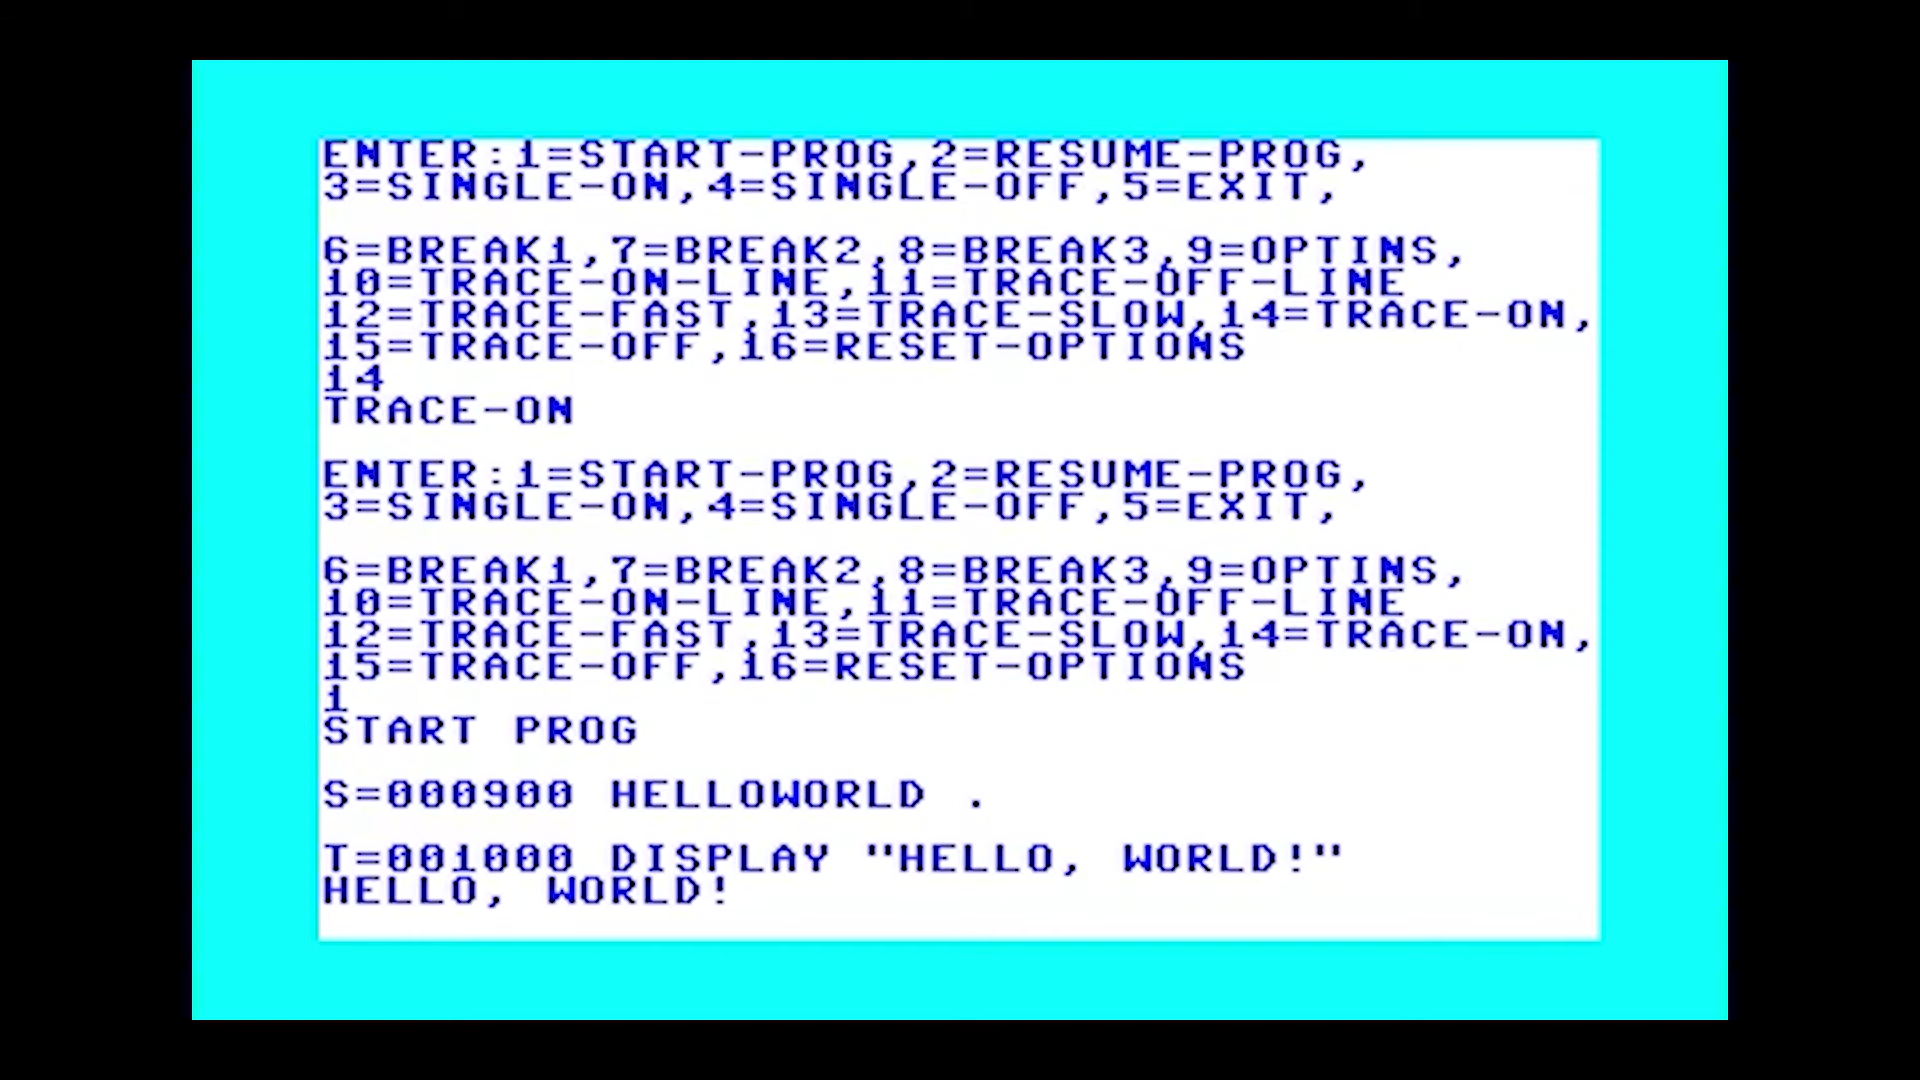 ENTER:1=START-PROG,2=RESUME-PROG,
3=SINGLE-ON,4=SINGLE-OFF,5=EXIT,
6=BREAK1,7=BREAK2,8=BREAK3,9=OPTINS,
10=TRACE-ON-LINE,11=TRACE-OFF-LINE
12=TRACE-FAST,13=TRACE-SLOW,14=TRACE-ON,
15=TRACE-OFF,16=RESET-OPTIONS
14
TRACE-ON
ENTER:1=START-PROG,2=RESUME-PROG,
3=SINGLE-ON,4=SINGLE-OFF,5=EXIT,
6=BREAK1,7=BREAK2,8=BREAK3,9=OPTINS,
10=TRACE-ON-LINE,11=TRACE-OFF-LINE
12=TRACE-FAST,13=TRACE-SLOW,14=TRACE-ON,
15=TRACE-OFF,16=RESET-OPTIONS
1
START PROG
S=000900 HELLOWORLD .
T=001000 DISPLAY "HELLO, WORLD!"
HELLO, WORLD!